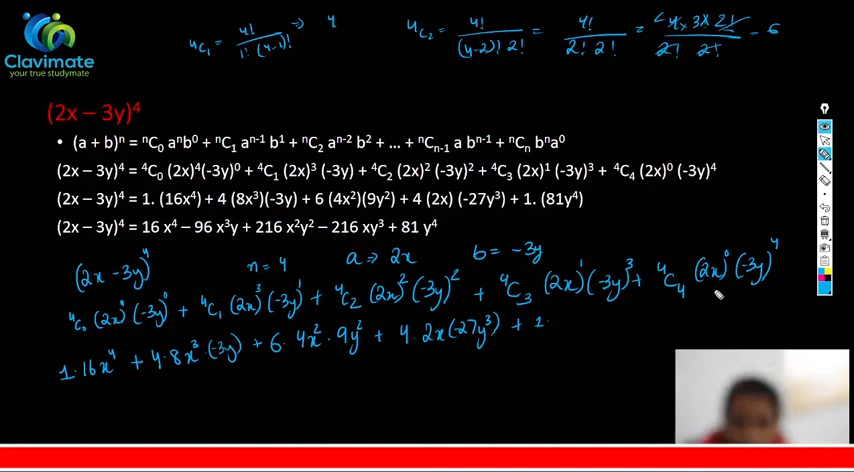 ⁴C₁ = 4! / 1! (4-1)! ⇒ 4
⁴C₂ = 4! / (4-2)! 2! = 4! / 2! 2! = 4 x 3 x 2! / 2! 2! = 6
Clavimate
your true studymate
(2x – 3y)⁴
• (a + b)ⁿ = ⁿC₀ aⁿb⁰ + ⁿC₁ aⁿ⁻¹ b¹ + ⁿC₂ aⁿ⁻² b² + ... + ⁿCₙ₋₁ a bⁿ⁻¹ + ⁿCₙ bⁿa⁰
(2x – 3y)⁴ = ⁴C₀ (2x)⁴(-3y)⁰ + ⁴C₁ (2x)³ (-3y) + ⁴C₂ (2x)² (-3y)² + ⁴C₃ (2x)¹ (-3y)³ + ⁴C₄ (2x)⁰ (-3y)⁴
(2x – 3y)⁴ = 1. (16x⁴) + 4 (8x³)(-3y) + 6 (4x²)(9y²) + 4 (2x) (-27y³) + 1. (81y⁴)
(2x – 3y)⁴ = 16 x⁴ – 96 x³y + 216 x²y² – 216 xy³ + 81 y⁴
(2x - 3y)⁴ n = 4 a ⇒ 2x b = -3y
⁴C₀ (2x)⁴ (-3y)⁰ + ⁴C₁ (2x)³ (-3y)¹ + ⁴C₂ (2x)² (-3y)² + ⁴C₃ (2x)¹ (-3y)³ + ⁴C₄ (2x)⁰ (-3y)⁴
1 · 16x⁴ + 4 · 8x³ · (-3y) + 6 · 4x² · 9y² + 4 · 2x (-27y³) + 1 ·